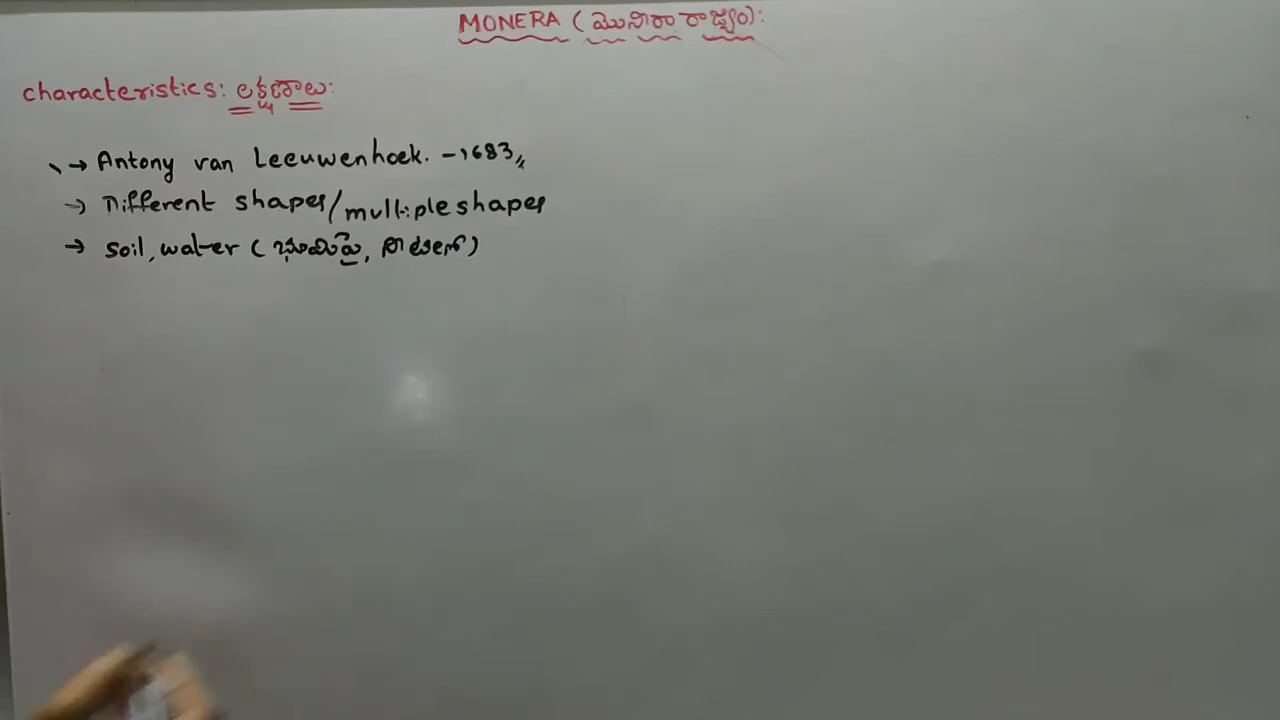 MONERA ( మొనిరా రాజ్యం):
characteristics: లక్షణాలు:
→ Antony van Leeuwenhoek. -1683,,
→ Different shapes/multiple shapes
→ soil, water ( భూమిపై, నీటిలో )